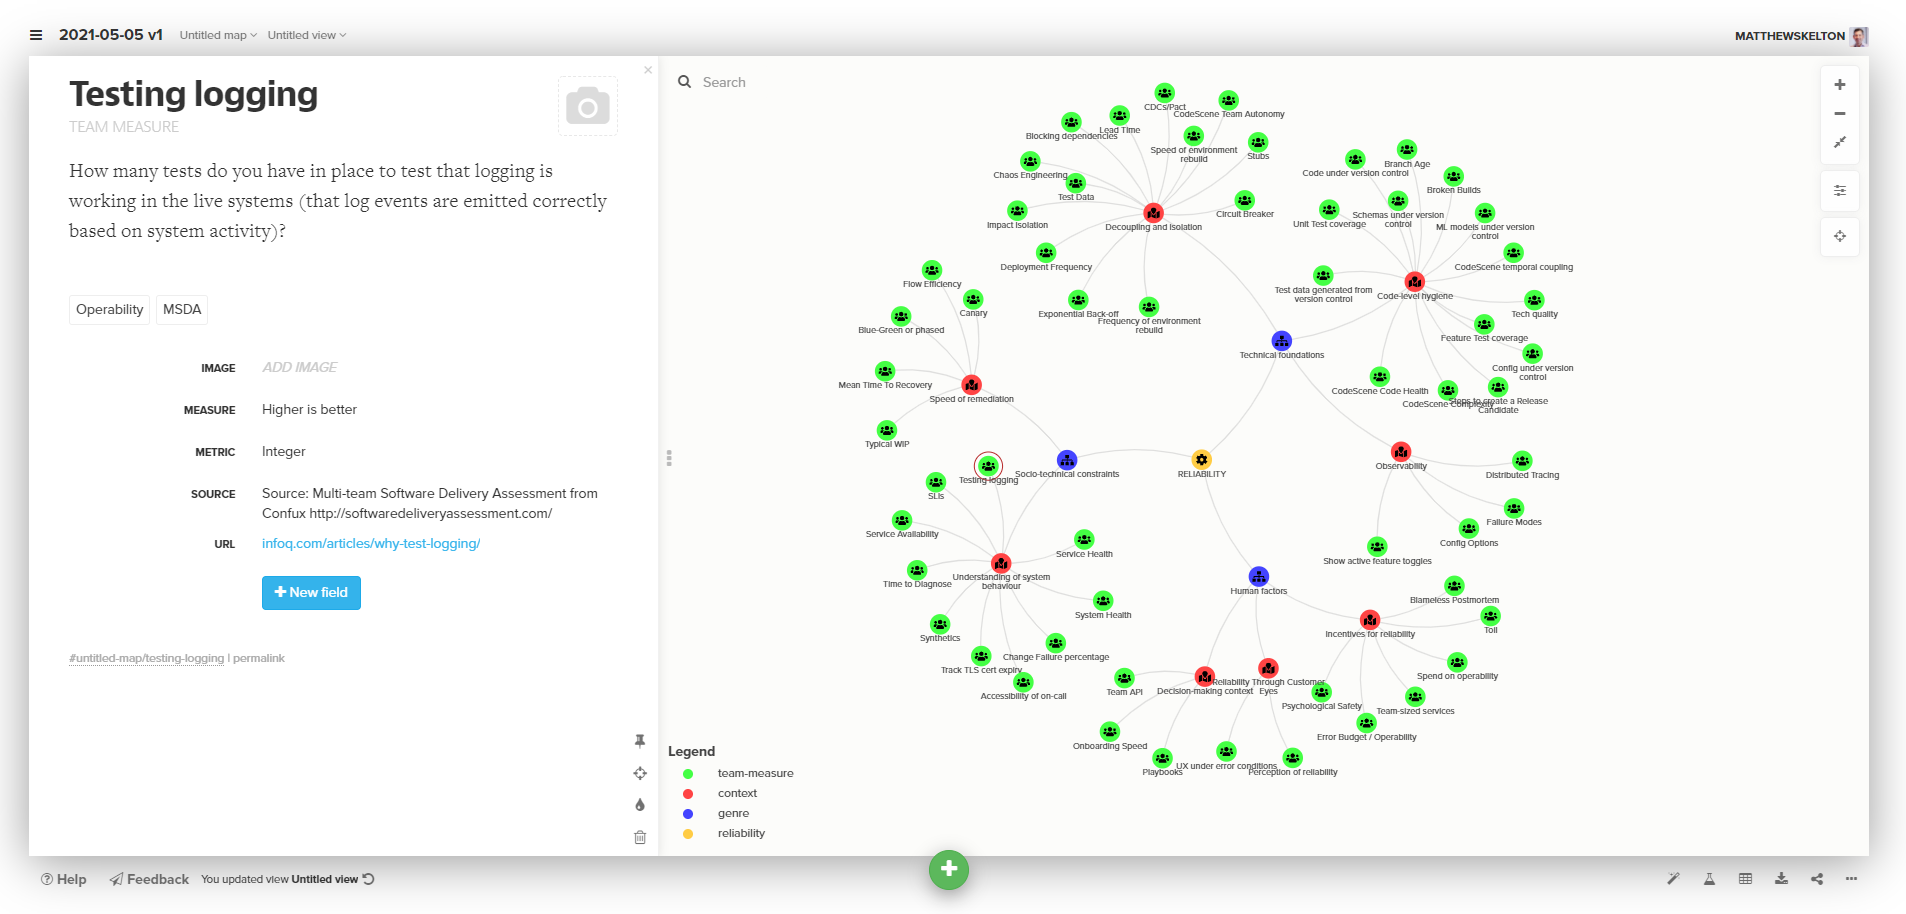 2021-05-05 v1 Untitled map Untitled view
MATTHEWSKELTON
Testing logging
TEAM MEASURE
How many tests do you have in place to test that logging is
working in the live systems (that log events are emitted correctly
based on system activity)?
Operability MSDA
IMAGE ADD IMAGE
MEASURE Higher is better
METRIC Integer
SOURCE Source: Multi-team Software Delivery Assessment from
Confux http://softwaredeliveryassessment.com/
URL infoq.com/articles/why-test-logging/
New field
#untitled-map/testing-logging | permalink
Search
CDCs/Pact
CodeScene Team Autonomy
Lead Time
Blocking dependencies
Speed of environment
rebuild
Stubs
Chaos Engineering
Test Data
Impact Isolation
Circuit Breaker
Decoupling and isolation
Deployment Frequency
Exponential Back-off
Frequency of environment
rebuild
Branch Age
Code under version control
Broken Builds
Unit Test coverage
Schemas under version
control
ML models under version
control
CodeScene temporal coupling
Test data generated from
version control
Code-level hygiene
Tech quality
Feature Test coverage
Config under version
control
CodeScene Code Health
CodeScene Complexity
Steps to create a Release
Candidate
Technical foundations
Flow Efficiency
Canary
Blue-Green or phased
Mean Time To Recovery
Speed of remediation
Typical WIP
Testing logging
Socio-technical constraints
RELIABILITY
Observability
Distributed Tracing
Failure Modes
Config Options
Show active feature toggles
SLIs
Service Availability
Service Health
Time to Diagnose
Understanding of system
behaviour
System Health
Synthetics
Change Failure percentage
Track TLS cert expiry
Accessibility of on-call
Human factors
Blameless Postmortem
Toil
Incentives for reliability
Spend on operability
Psychological Safety
Team-sized services
Error Budget / Operability
Team API
Decision-making context
Reliability Through Customer
Eyes
Onboarding Speed
Playbooks
UX under error conditions
Perception of reliability
Legend
team-measure
context
genre
reliability
Help Feedback You updated view Untitled view